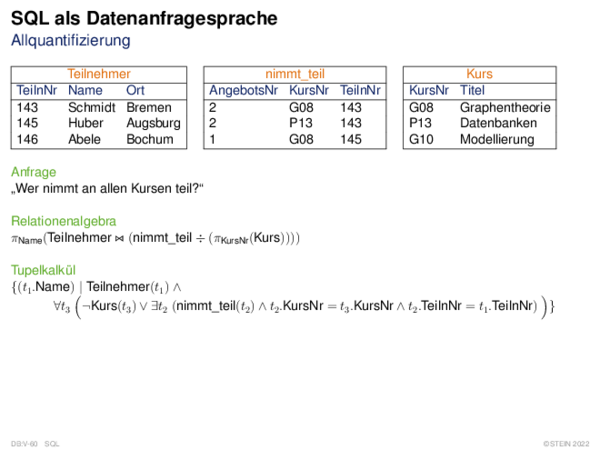 SQL als Datenanfragesprache
Allquantifizierung
Teilnehmer
TeilnNr Name Ort
143 Schmidt Bremen
145 Huber Augsburg
146 Abele Bochum
nimmt_teil
AngebotsNr KursNr TeilnNr
2 G08 143
2 P13 143
1 G08 145
Kurs
KursNr Titel
G08 Graphentheorie
P13 Datenbanken
G10 Modellierung
Anfrage
„Wer nimmt an allen Kursen teil?“
Relationenalgebra
π_Name(Teilnehmer ⋈ (nimmt_teil ÷ (π_KursNr(Kurs))))
Tupelkalkül
{(t₁.Name) | Teilnehmer(t₁) ∧
∀t₃ (¬Kurs(t₃) ∨ ∃t₂ (nimmt_teil(t₂) ∧ t₂.KursNr = t₃.KursNr ∧ t₂.TeilnNr = t₁.TeilnNr) )}
DB:V-60 SQL
©STEIN 2022